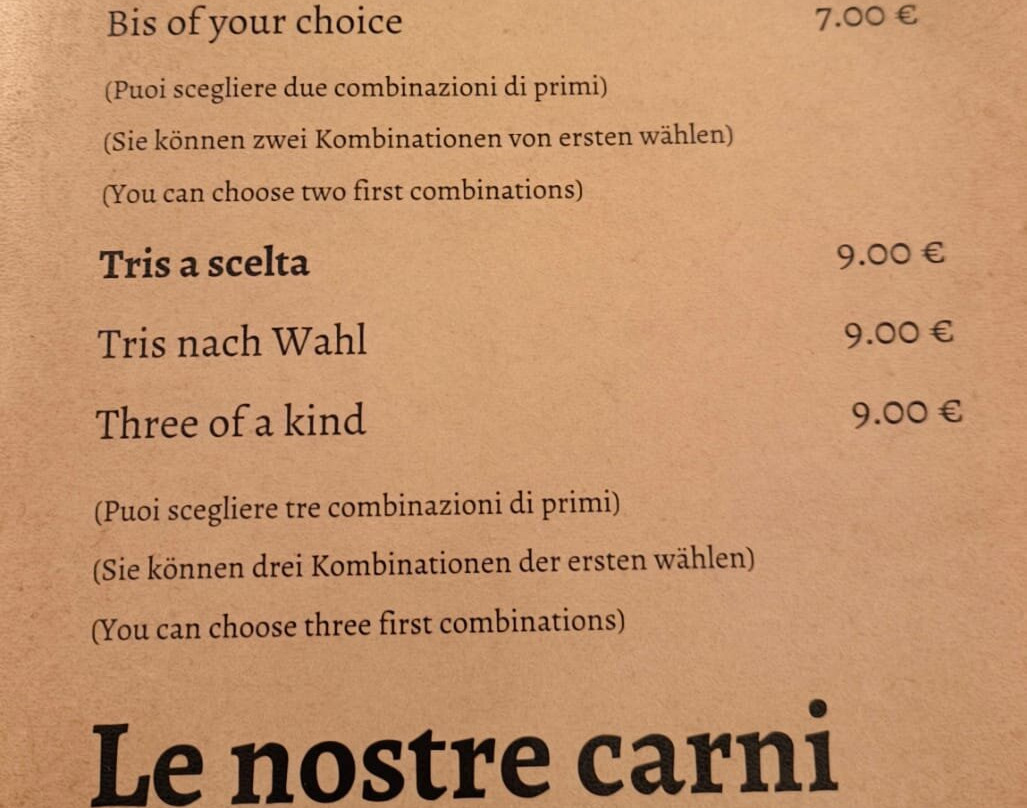 Bis of your choice 7.00 €
(Puoi scegliere due combinazioni di primi)
(Sie können zwei Kombinationen von ersten wählen)
(You can choose two first combinations)
Tris a scelta 9.00 €
Tris nach Wahl 9.00 €
Three of a kind 9.00 €
(Puoi scegliere tre combinazioni di primi)
(Sie können drei Kombinationen der ersten wählen)
(You can choose three first combinations)
Le nostre carni